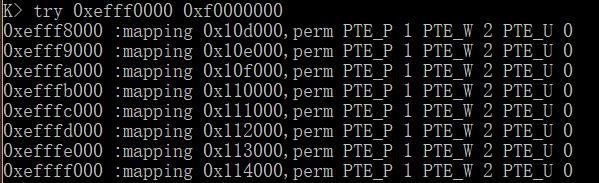 K> try 0xefff0000 0xf0000000
0xefff8000 :mapping 0x10d000,perm PTE_P 1 PTE_W 2 PTE_U 0
0xefff9000 :mapping 0x10e000,perm PTE_P 1 PTE_W 2 PTE_U 0
0xefffa000 :mapping 0x10f000,perm PTE_P 1 PTE_W 2 PTE_U 0
0xefffb000 :mapping 0x110000,perm PTE_P 1 PTE_W 2 PTE_U 0
0xefffc000 :mapping 0x111000,perm PTE_P 1 PTE_W 2 PTE_U 0
0xefffd000 :mapping 0x112000,perm PTE_P 1 PTE_W 2 PTE_U 0
0xefffe000 :mapping 0x113000,perm PTE_P 1 PTE_W 2 PTE_U 0
0xeffff000 :mapping 0x114000,perm PTE_P 1 PTE_W 2 PTE_U 0